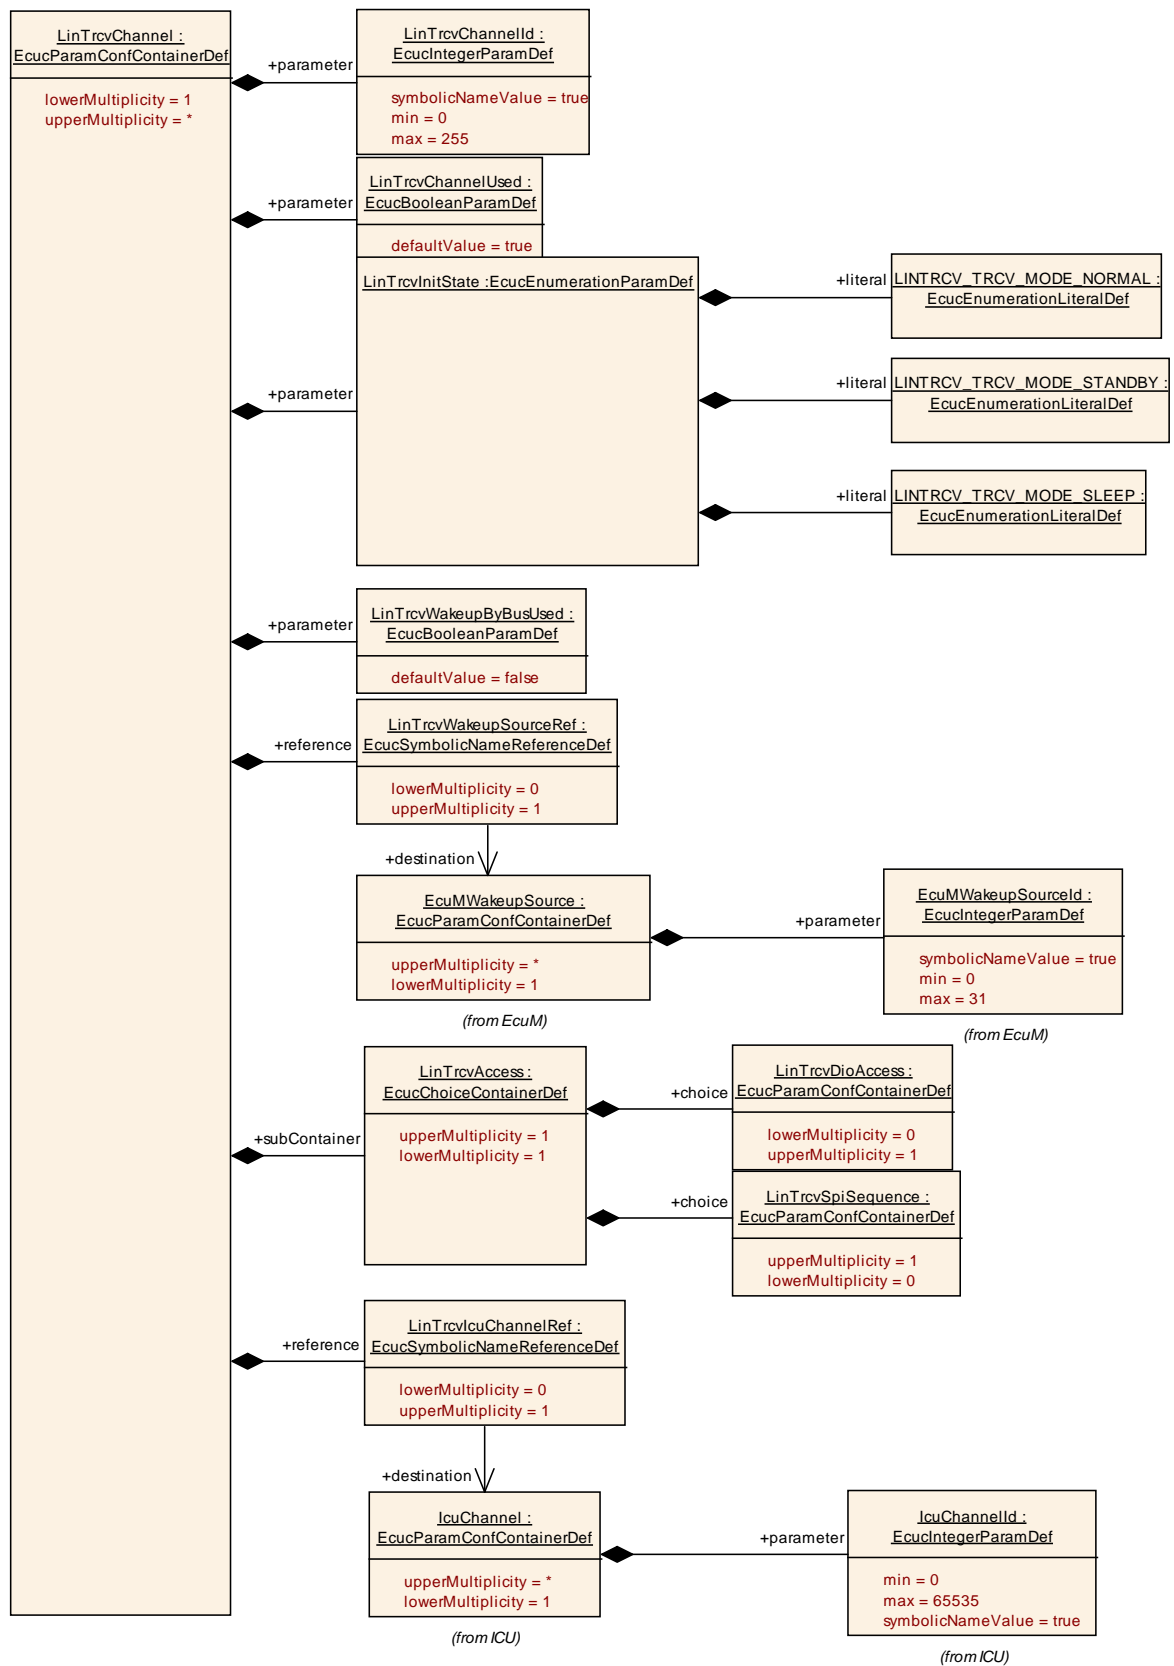 LinTrcvChannel :
EcucParamConfContainerDef
lowerMultiplicity = 1
upperMultiplicity = *
+parameter
LinTrcvChannelId :
EcucIntegerParamDef
symbolicNameValue = true
min = 0
max = 255
+parameter
LinTrcvChannelUsed :
EcucBooleanParamDef
defaultValue = true
+parameter
LinTrcvInitState :EcucEnumerationParamDef
+literal
LINTRCV_TRCV_MODE_NORMAL :
EcucEnumerationLiteralDef
+literal
LINTRCV_TRCV_MODE_STANDBY :
EcucEnumerationLiteralDef
+literal
LINTRCV_TRCV_MODE_SLEEP :
EcucEnumerationLiteralDef
+parameter
LinTrcvWakeupByBusUsed :
EcucBooleanParamDef
defaultValue = false
+reference
LinTrcvWakeupSourceRef :
EcucSymbolicNameReferenceDef
lowerMultiplicity = 0
upperMultiplicity = 1
+destination
EcuMWakeupSource :
EcucParamConfContainerDef
upperMultiplicity = *
lowerMultiplicity = 1
(from EcuM)
+parameter
EcuMWakeupSourceId :
EcucIntegerParamDef
symbolicNameValue = true
min = 0
max = 31
(from EcuM)
+subContainer
LinTrcvAccess :
EcucChoiceContainerDef
upperMultiplicity = 1
lowerMultiplicity = 1
+choice
LinTrcvDioAccess :
EcucParamConfContainerDef
lowerMultiplicity = 0
upperMultiplicity = 1
+choice
LinTrcvSpiSequence :
EcucParamConfContainerDef
upperMultiplicity = 1
lowerMultiplicity = 0
+reference
LinTrcvIcuChannelRef :
EcucSymbolicNameReferenceDef
lowerMultiplicity = 0
upperMultiplicity = 1
+destination
IcuChannel :
EcucParamConfContainerDef
upperMultiplicity = *
lowerMultiplicity = 1
(from ICU)
+parameter
IcuChannelId :
EcucIntegerParamDef
min = 0
max = 65535
symbolicNameValue = true
(from ICU)